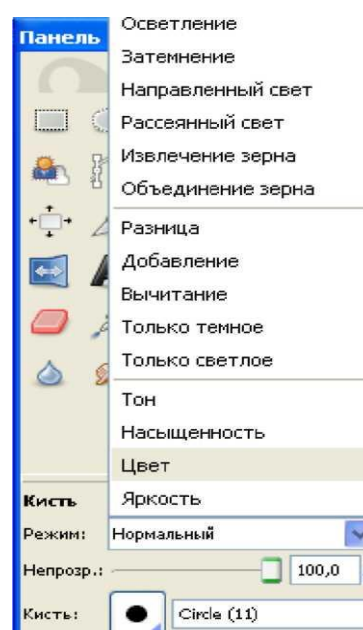 Панель
Осветление
Затемнение
Направленный свет
Рассеянный свет
Извлечение зерна
Объединение зерна
Разница
Добавление
Вычитание
Только темное
Только светлое
Тон
Насыщенность
Цвет
Яркость
Кисть
Режим: Нормальный
Непрозр.: 100,0
Кисть: Circle (11)